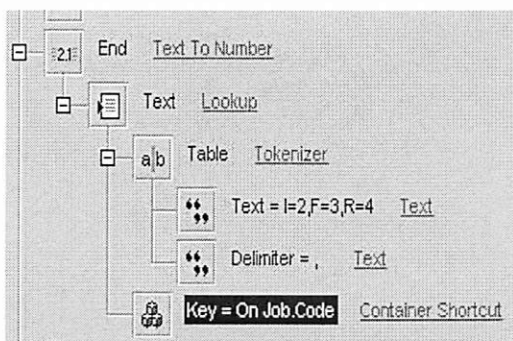 2.1 End Text To Number
Text Lookup
a|b Table Tokenizer
Text = I=2,F=3,R=4 Text
Delimiter = , Text
Key = On Job.Code Container Shortcut